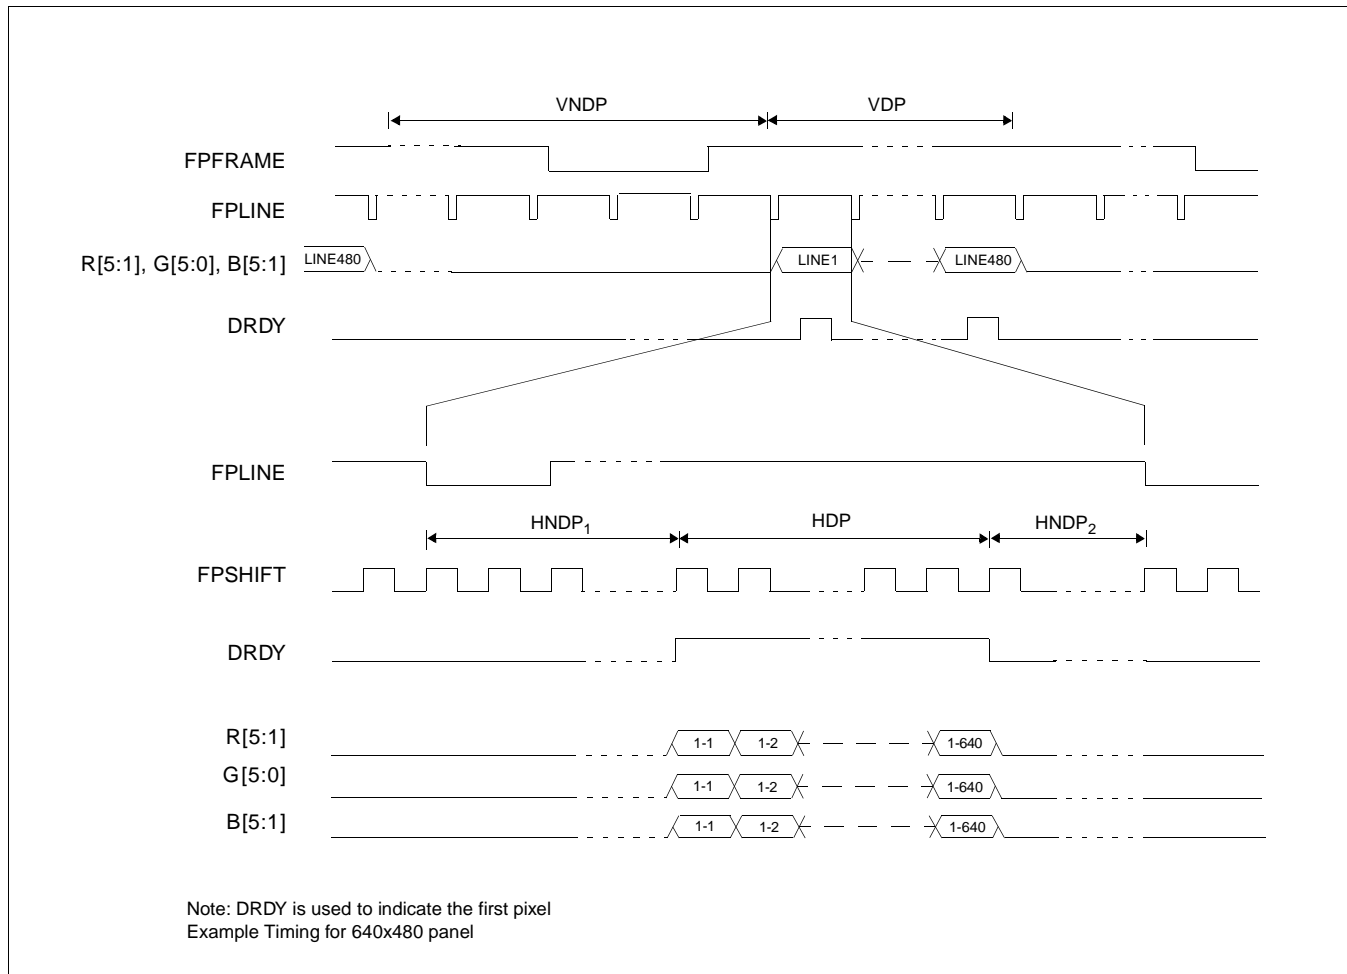 VNDP VDP
FPFRAME
FPLINE
R[5:1], G[5:0], B[5:1] LINE480 LINE1 LINE480
DRDY
FPLINE
HNDP1 HDP HNDP2
FPSHIFT
DRDY
R[5:1] 1-1 1-2 1-640
G[5:0] 1-1 1-2 1-640
B[5:1] 1-1 1-2 1-640
Note: DRDY is used to indicate the first pixel
Example Timing for 640x480 panel